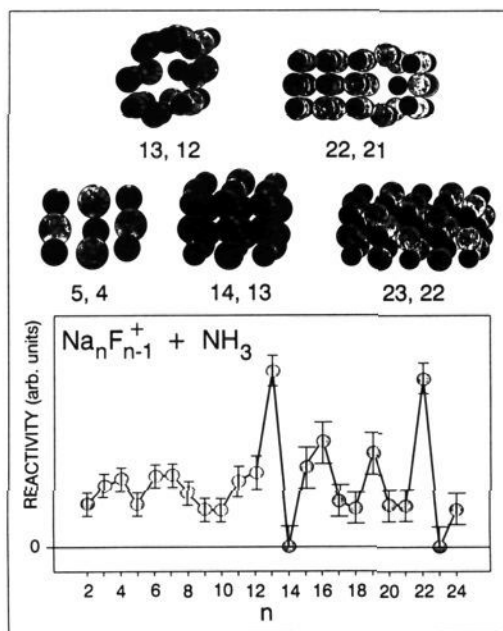 13, 12 22, 21
5, 4 14, 13 23, 22
NaₙFₙ₋₁⁺ + NH₃
REACTIVITY (arb. units)
0
2 4 6 8 10 12 14 16 18 20 22 24
n